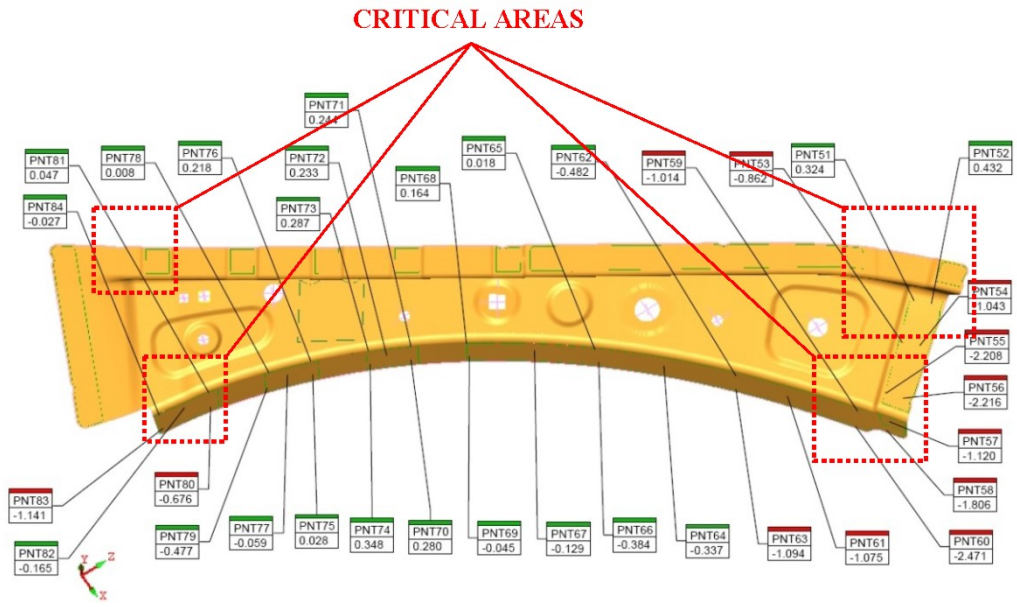 CRITICAL AREAS
PNT71
0.244
PNT81
0.047
PNT78
0.008
PNT76
0.218
PNT72
0.233
PNT68
0.164
PNT65
0.018
PNT62
-0.482
PNT59
-1.014
PNT53
-0.862
PNT51
0.324
PNT52
0.432
PNT84
-0.027
PNT73
0.287
PNT54
-1.043
PNT55
-2.208
PNT56
-2.216
PNT57
-1.120
PNT83
-1.141
PNT80
-0.676
PNT58
-1.806
PNT82
-0.165
PNT79
-0.477
PNT77
-0.059
PNT75
0.028
PNT74
0.348
PNT70
0.280
PNT69
-0.045
PNT67
-0.129
PNT66
-0.384
PNT64
-0.337
PNT63
-1.094
PNT61
-1.075
PNT60
-2.471
Y
Z
X